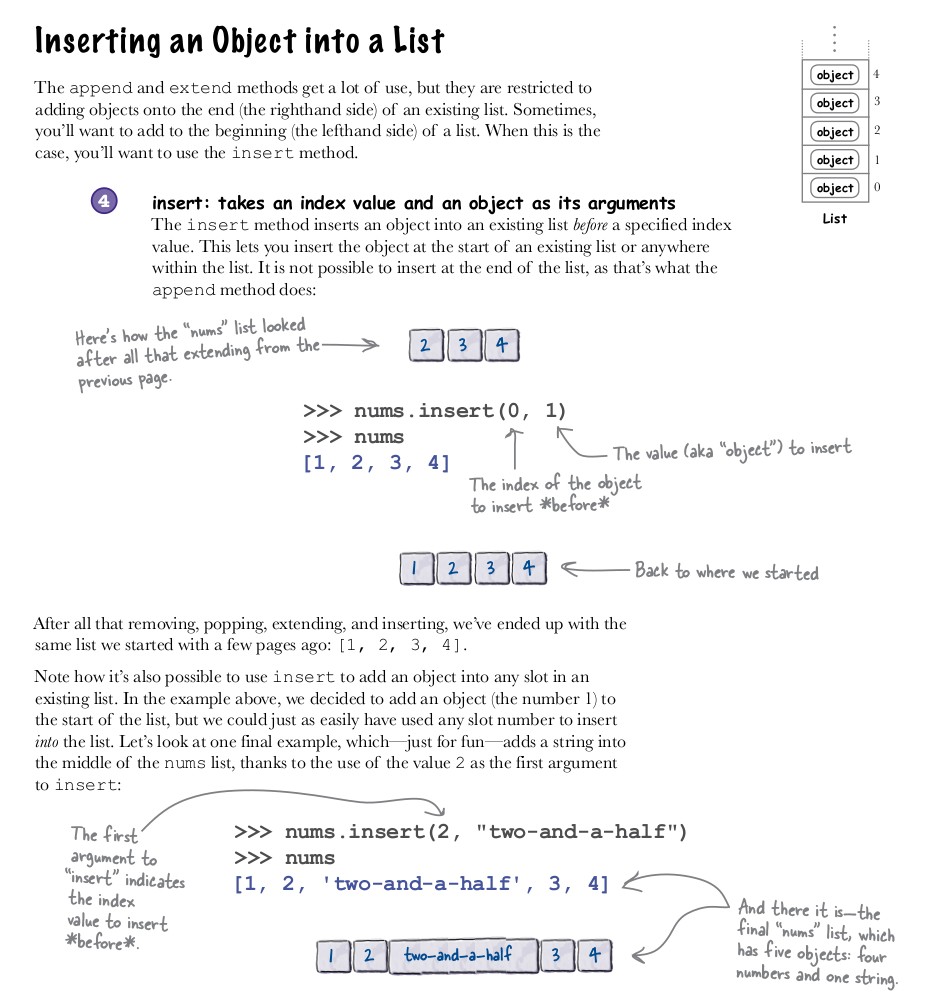 Inserting an Object into a List
The append and extend methods get a lot of use, but they are restricted to
adding objects onto the end (the righthand side) of an existing list. Sometimes,
you'll want to add to the beginning (the lefthand side) of a list. When this is the
case, you'll want to use the insert method.
object 4
object 3
object 2
object 1
object 0
List
4
insert: takes an index value and an object as its arguments
The insert method inserts an object into an existing list before a specified index
value. This lets you insert the object at the start of an existing list or anywhere
within the list. It is not possible to insert at the end of the list, as that's what the
append method does:
Here's how the "nums" list looked
after all that extending from the
previous page.
2 3 4
>>> nums.insert(0, 1)
>>> nums
[1, 2, 3, 4]
The value (aka "object") to insert
The index of the object
to insert *before*
1 2 3 4
Back to where we started
After all that removing, popping, extending, and inserting, we've ended up with the
same list we started with a few pages ago: [1, 2, 3, 4].
Note how it's also possible to use insert to add an object into any slot in an
existing list. In the example above, we decided to add an object (the number 1) to
the start of the list, but we could just as easily have used any slot number to insert
into the list. Let's look at one final example, which—just for fun—adds a string into
the middle of the nums list, thanks to the use of the value 2 as the first argument
to insert:
The first
argument to
"insert" indicates
the index
value to insert
*before*.
>>> nums.insert(2, "two-and-a-half")
>>> nums
[1, 2, 'two-and-a-half', 3, 4]
And there it is—the
final "nums" list, which
has five objects: four
numbers and one string.
1 2 two-and-a-half 3 4